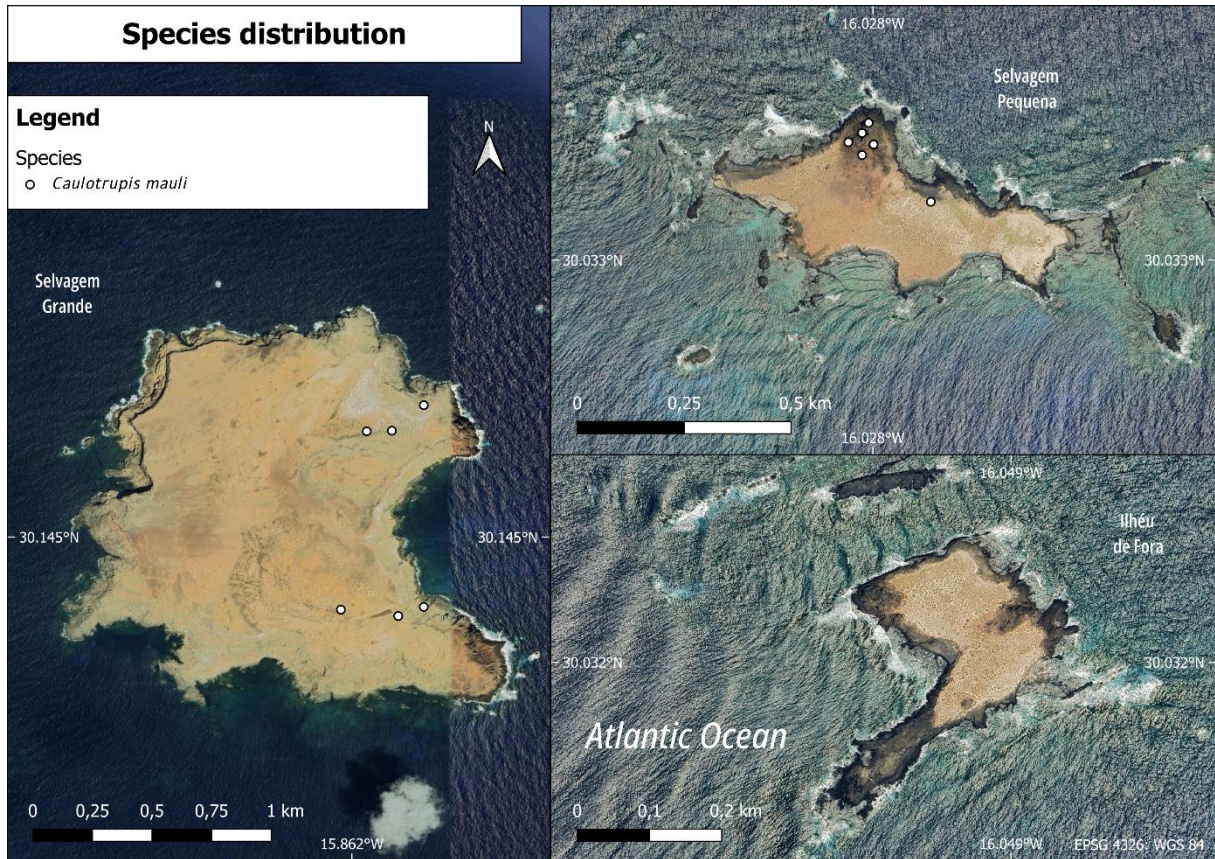 Species distribution
Legend
Species
Caulotrupis mauli
N
Selvagem
Grande
30.145°N
30.145°N
0 0,25 0,5 0,75 1 km
15.862°W
16.028°W
Selvagem
Pequena
30.033°N
30.033°N
0 0,25 0,5 km
16.028°W
16.049°W
Ilhéu
de Fora
30.032°N
30.032°N
Atlantic Ocean
0 0,1 0,2 km
16.049°W
EPSG 4326: WGS 84